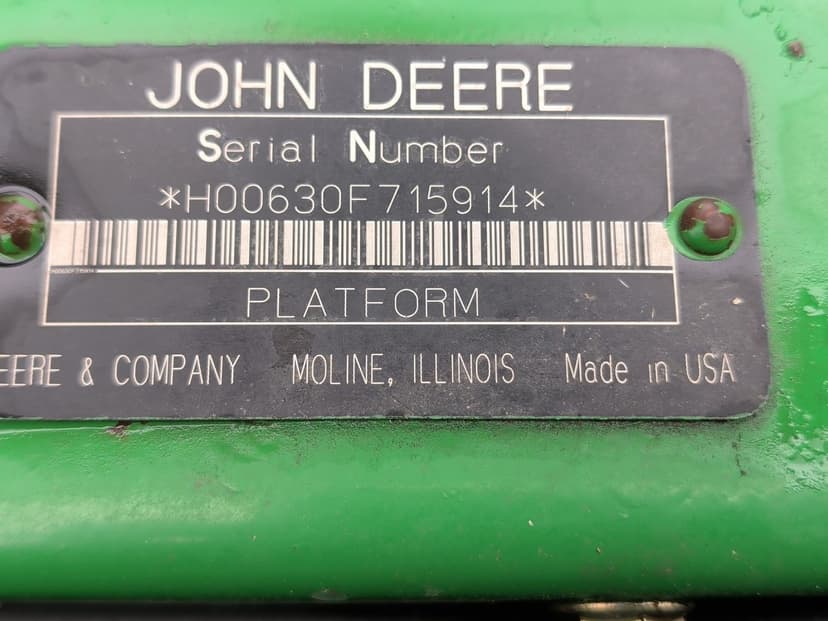 JOHN DEERE
Serial Number
*H00630F715914*
PLATFORM
EERE & COMPANY MOLINE, ILLINOIS Made in USA